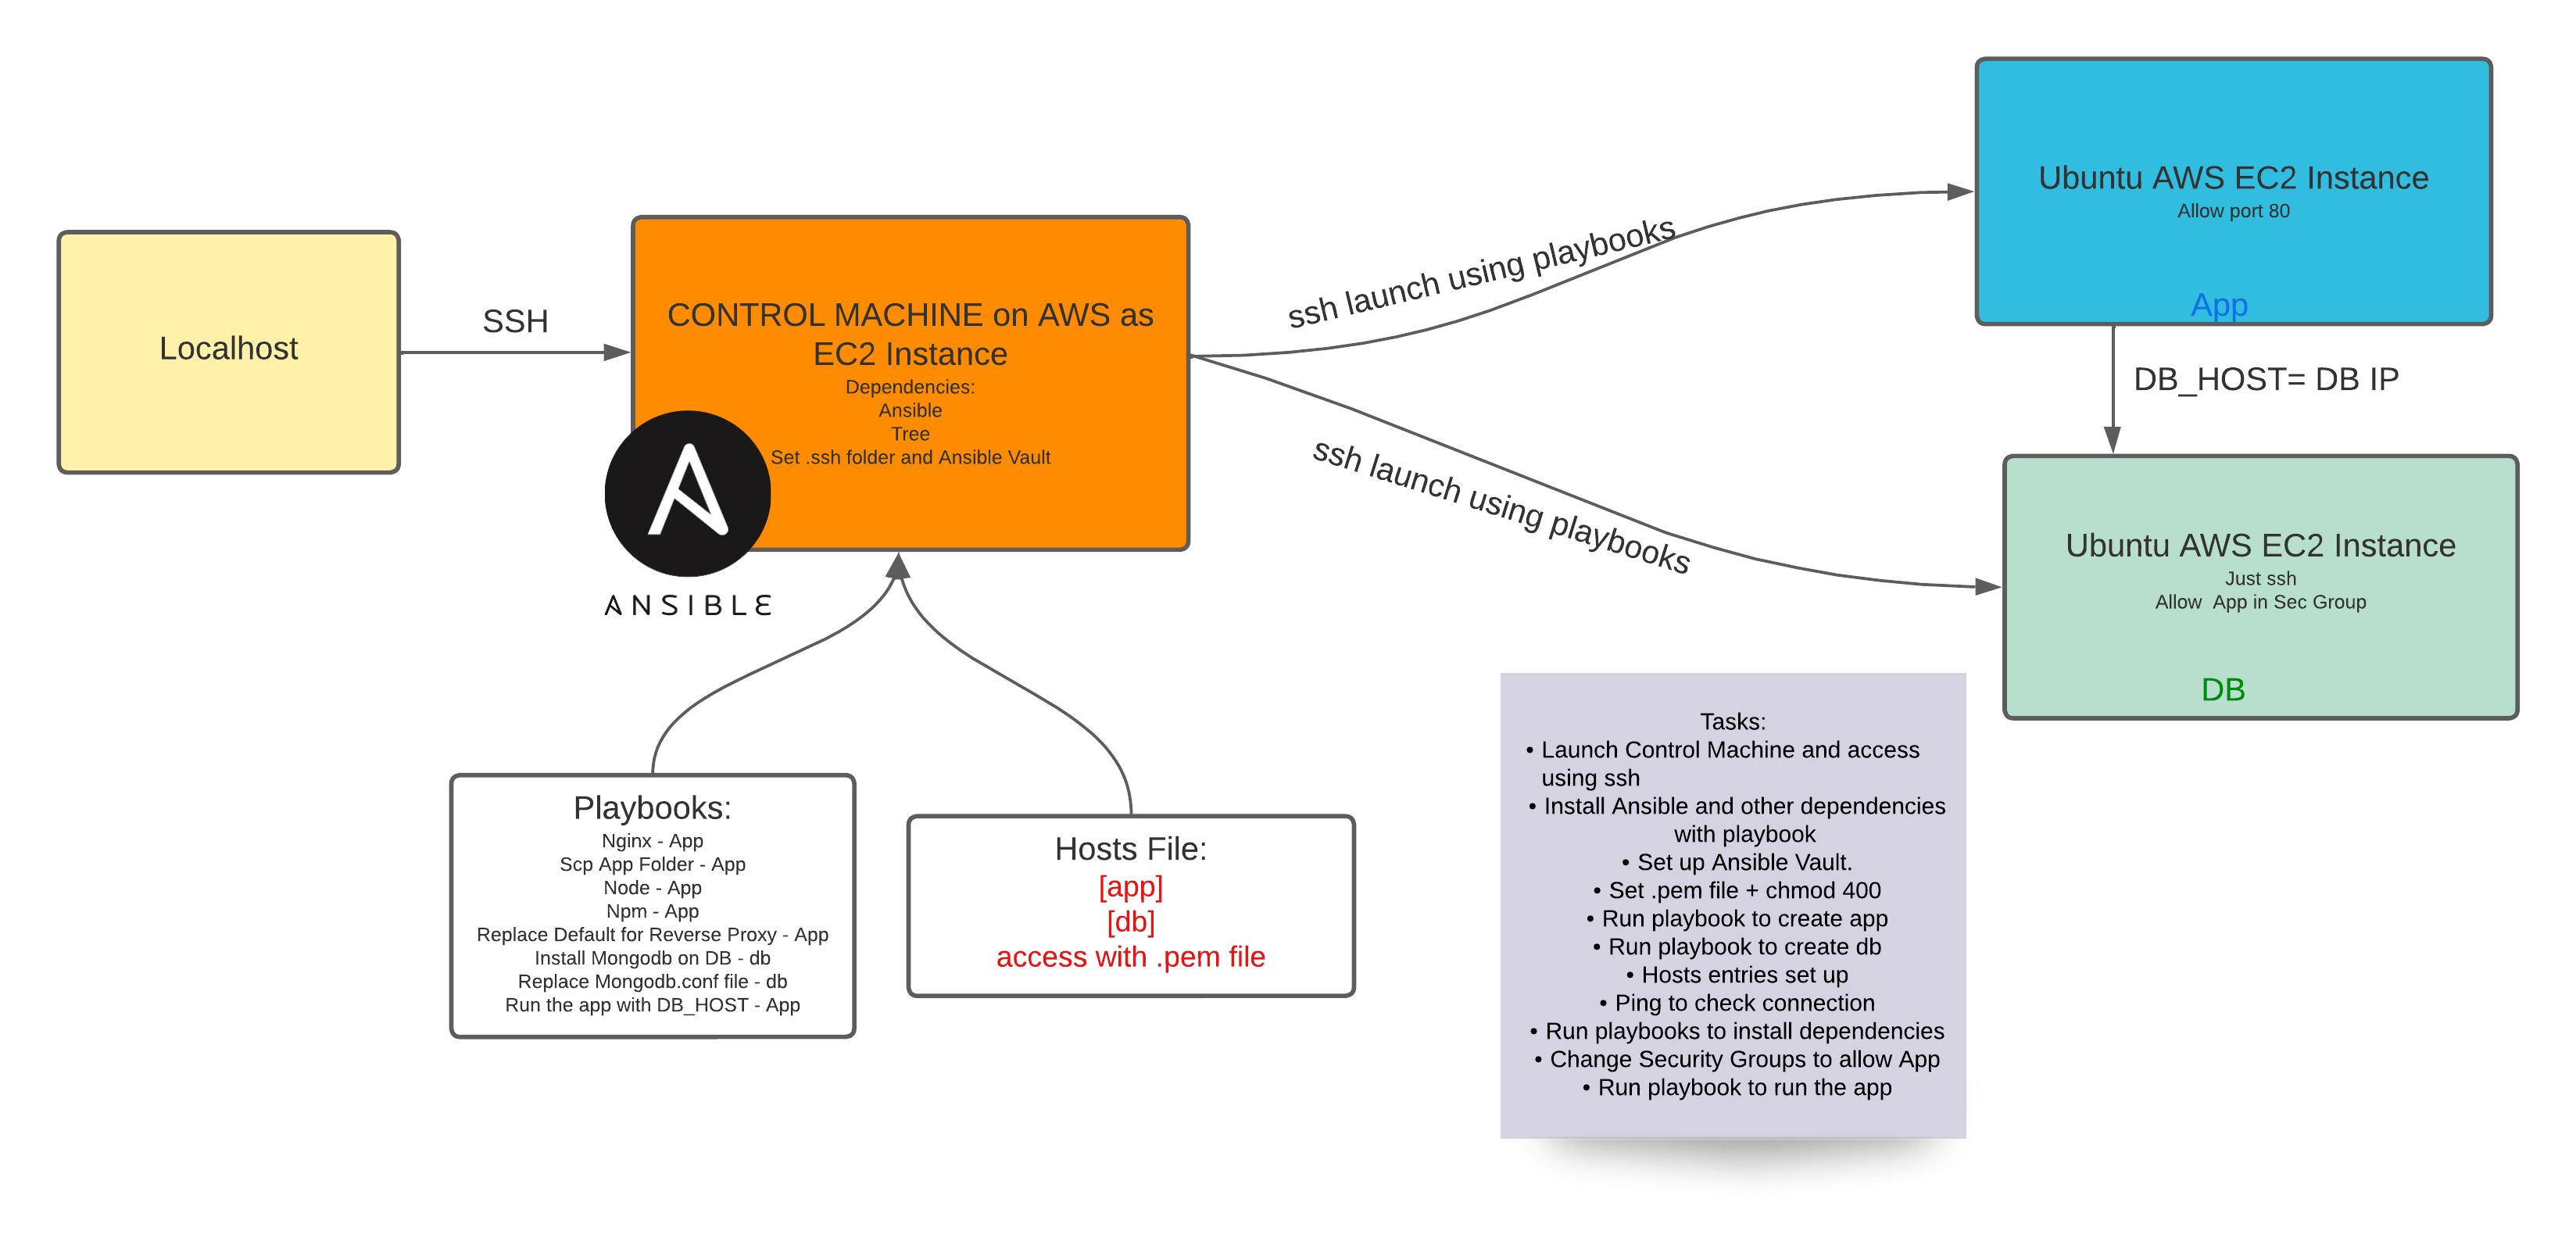 Localhost
SSH
CONTROL MACHINE on AWS as
EC2 Instance
Dependencies:
Ansible
Tree
Set .ssh folder and Ansible Vault
ANSIBLE
ssh launch using playbooks
ssh launch using playbooks
Ubuntu AWS EC2 Instance
Allow port 80
App
DB_HOST= DB IP
Ubuntu AWS EC2 Instance
Just ssh
Allow  App in Sec Group
DB
Playbooks:
Nginx - App
Scp App Folder - App
Node - App
Npm - App
Replace Default for Reverse Proxy - App
Install Mongodb on DB - db
Replace Mongodb.conf file - db
Run the app with DB_HOST - App
Hosts File:
[app]
[db]
access with .pem file
Tasks:
• Launch Control Machine and access
using ssh
• Install Ansible and other dependencies
with playbook
• Set up Ansible Vault.
• Set .pem file + chmod 400
• Run playbook to create app
• Run playbook to create db
• Hosts entries set up
• Ping to check connection
• Run playbooks to install dependencies
• Change Security Groups to allow App
• Run playbook to run the app